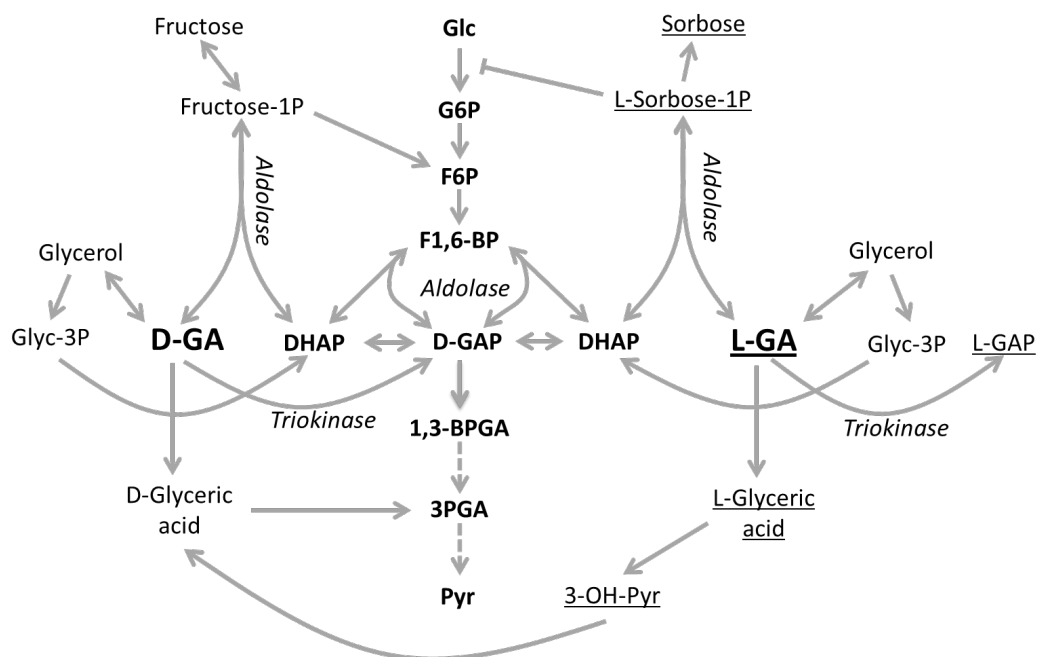 Fructose
Glc
Sorbose
Fructose-1P
G6P
L-Sorbose-1P
Aldolase
F6P
Aldolase
Glycerol
F1,6-BP
Glycerol
Aldolase
Glyc-3P
D-GA
DHAP
D-GAP
DHAP
L-GA
Glyc-3P
L-GAP
Triokinase
1,3-BPGA
Triokinase
D-Glyceric
acid
3PGA
L-Glyceric
acid
Pyr
3-OH-Pyr